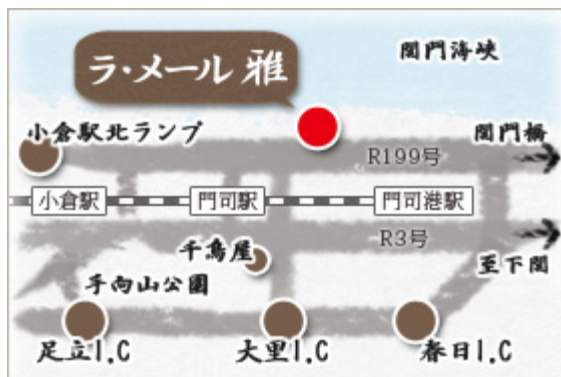 関門海峡
ラ・メール 雅
小倉駅北ランプ
関門橋
R199号
小倉駅
門司駅
門司港駅
R3号
千鳥屋
至下関
手向山公園
足立I.C
大里I.C
春日I.C